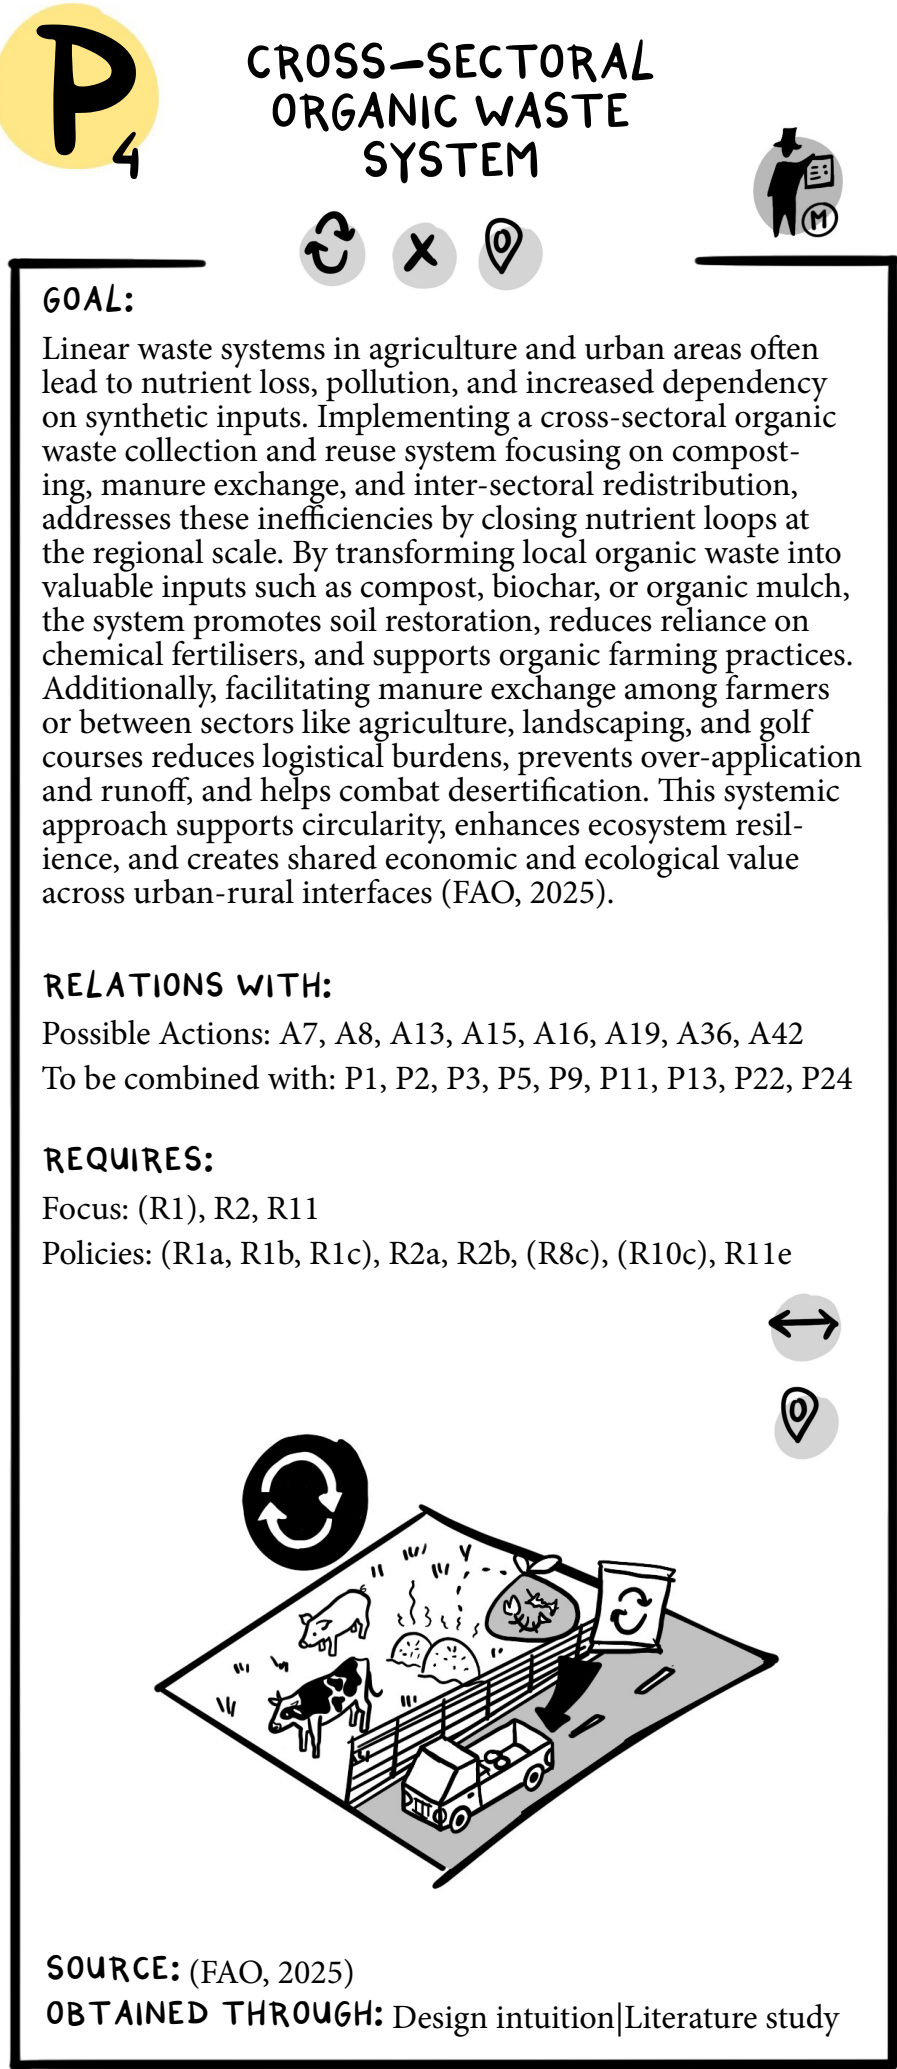 P
4
CROSS-SECTORAL
ORGANIC WASTE
SYSTEM
M
GOAL:
Linear waste systems in agriculture and urban areas often
lead to nutrient loss, pollution, and increased dependency
on synthetic inputs. Implementing a cross-sectoral organic
waste collection and reuse system focusing on compost-
ing, manure exchange, and inter-sectoral redistribution,
addresses these inefficiencies by closing nutrient loops at
the regional scale. By transforming local organic waste into
valuable inputs such as compost, biochar, or organic mulch,
the system promotes soil restoration, reduces reliance on
chemical fertilisers, and supports organic farming practices.
Additionally, facilitating manure exchange among farmers
or between sectors like agriculture, landscaping, and golf
courses reduces logistical burdens, prevents over-application
and runoff, and helps combat desertification. This systemic
approach supports circularity, enhances ecosystem resil-
ience, and creates shared economic and ecological value
across urban-rural interfaces (FAO, 2025).
RELATIONS WITH:
Possible Actions: A7, A8, A13, A15, A16, A19, A36, A42
To be combined with: P1, P2, P3, P5, P9, P11, P13, P22, P24
REQUIRES:
Focus: (R1), R2, R11
Policies: (R1a, R1b, R1c), R2a, R2b, (R8c), (R10c), R11e
SOURCE: (FAO, 2025)
OBTAINED THROUGH: Design intuition|Literature study